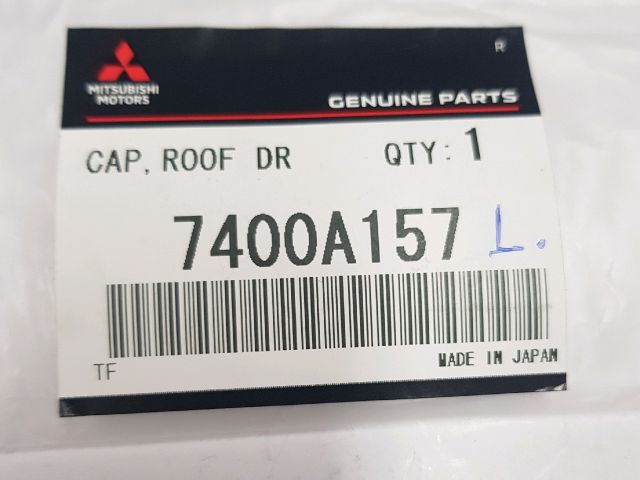 R
MITSUBISHI
MOTORS
GENUINE PARTS
CAP, ROOF DR QTY: 1
7400A157 L.
TF MADE IN JAPAN